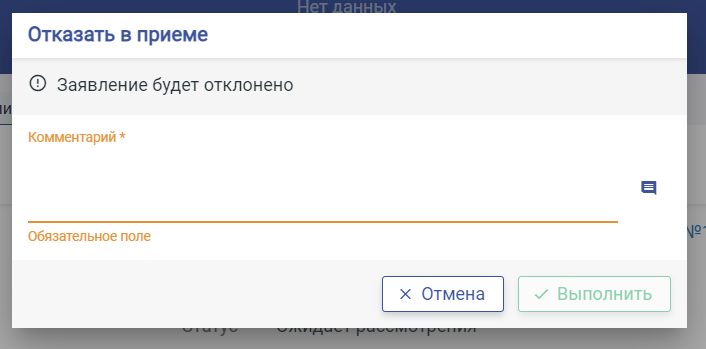 Нет данных
Отказать в приеме
Заявление будет отклонено
Комментарий *
Обязательное поле
Отмена
Выполнить
Статус
Ожидает рассмотрения